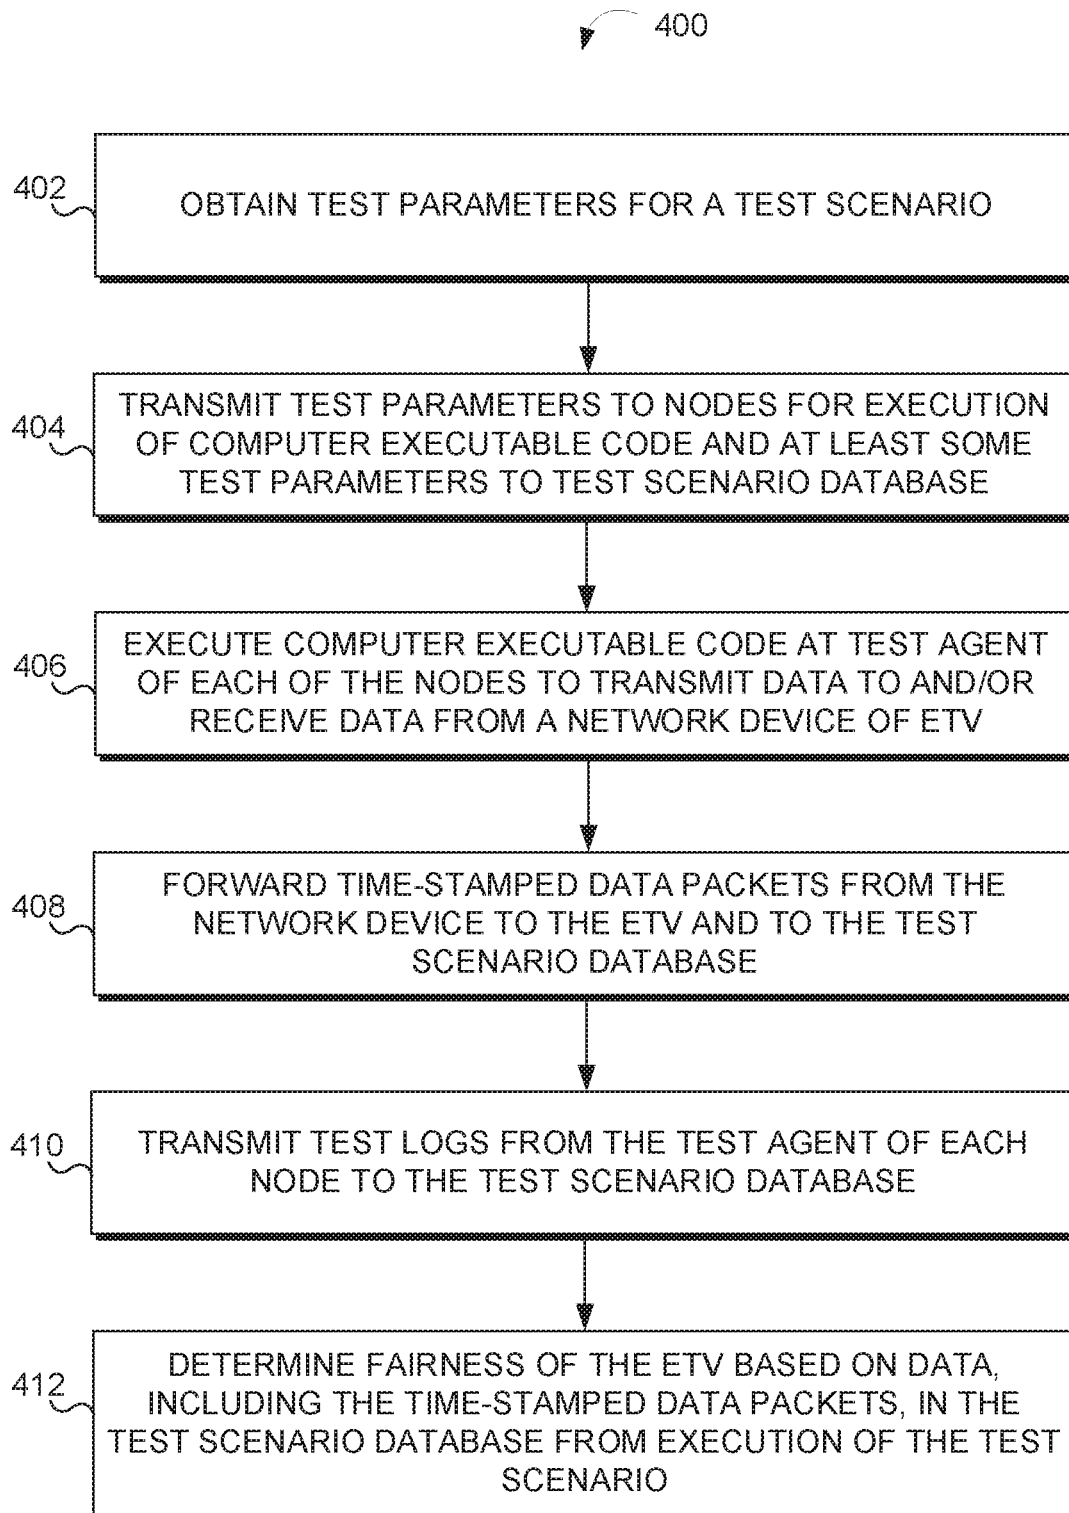 400
402
OBTAIN TEST PARAMETERS FOR A TEST SCENARIO
404
TRANSMIT TEST PARAMETERS TO NODES FOR EXECUTION
OF COMPUTER EXECUTABLE CODE AND AT LEAST SOME
TEST PARAMETERS TO TEST SCENARIO DATABASE
406
EXECUTE COMPUTER EXECUTABLE CODE AT TEST AGENT
OF EACH OF THE NODES TO TRANSMIT DATA TO AND/OR
RECEIVE DATA FROM A NETWORK DEVICE OF ETV
408
FORWARD TIME-STAMPED DATA PACKETS FROM THE
NETWORK DEVICE TO THE ETV AND TO THE TEST
SCENARIO DATABASE
410
TRANSMIT TEST LOGS FROM THE TEST AGENT OF EACH
NODE TO THE TEST SCENARIO DATABASE
412
DETERMINE FAIRNESS OF THE ETV BASED ON DATA,
INCLUDING THE TIME-STAMPED DATA PACKETS, IN THE
TEST SCENARIO DATABASE FROM EXECUTION OF THE TEST
SCENARIO